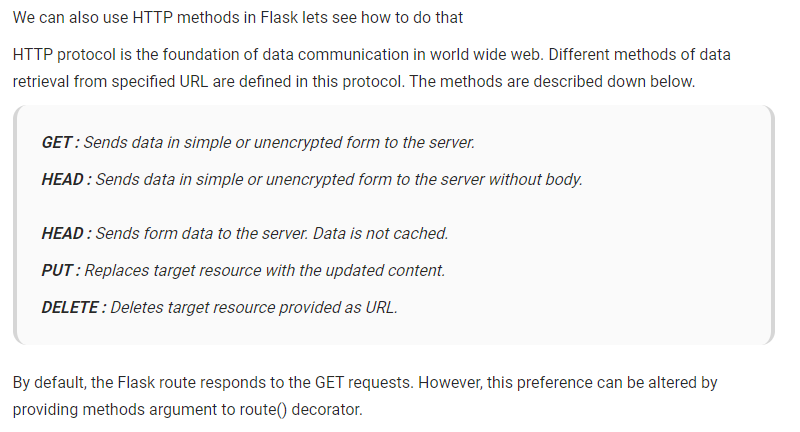 We can also use HTTP methods in Flask lets see how to do that
HTTP protocol is the foundation of data communication in world wide web. Different methods of data
retrieval from specified URL are defined in this protocol. The methods are described down below.
GET : Sends data in simple or unencrypted form to the server.
HEAD : Sends data in simple or unencrypted form to the server without body.
HEAD : Sends form data to the server. Data is not cached.
PUT : Replaces target resource with the updated content.
DELETE : Deletes target resource provided as URL.
By default, the Flask route responds to the GET requests. However, this preference can be altered by
providing methods argument to route() decorator.